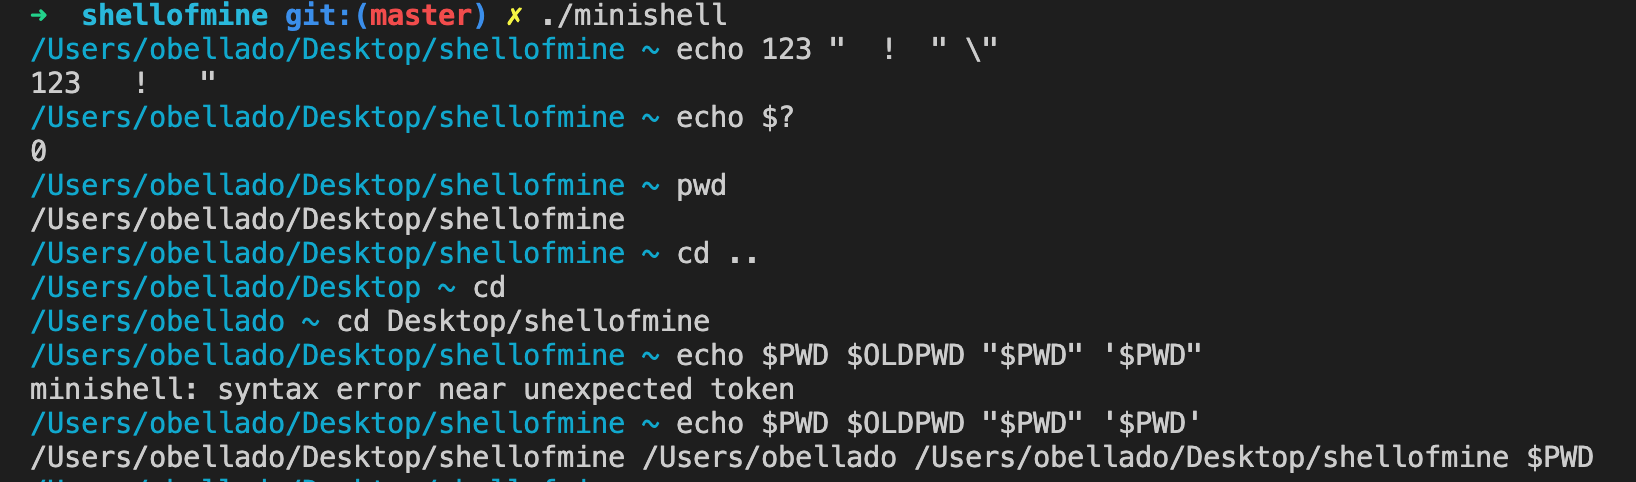 ➜  shellofmine git:(master) ✗ ./minishell
/Users/obellado/Desktop/shellofmine ~ echo 123 "  !  " \"
123   !   "
/Users/obellado/Desktop/shellofmine ~ echo $?
0
/Users/obellado/Desktop/shellofmine ~ pwd
/Users/obellado/Desktop/shellofmine
/Users/obellado/Desktop/shellofmine ~ cd ..
/Users/obellado/Desktop ~ cd
/Users/obellado ~ cd Desktop/shellofmine
/Users/obellado/Desktop/shellofmine ~ echo $PWD $OLDPWD "$PWD" '$PWD"
minishell: syntax error near unexpected token
/Users/obellado/Desktop/shellofmine ~ echo $PWD $OLDPWD "$PWD" '$PWD'
/Users/obellado/Desktop/shellofmine /Users/obellado /Users/obellado/Desktop/shellofmine $PWD